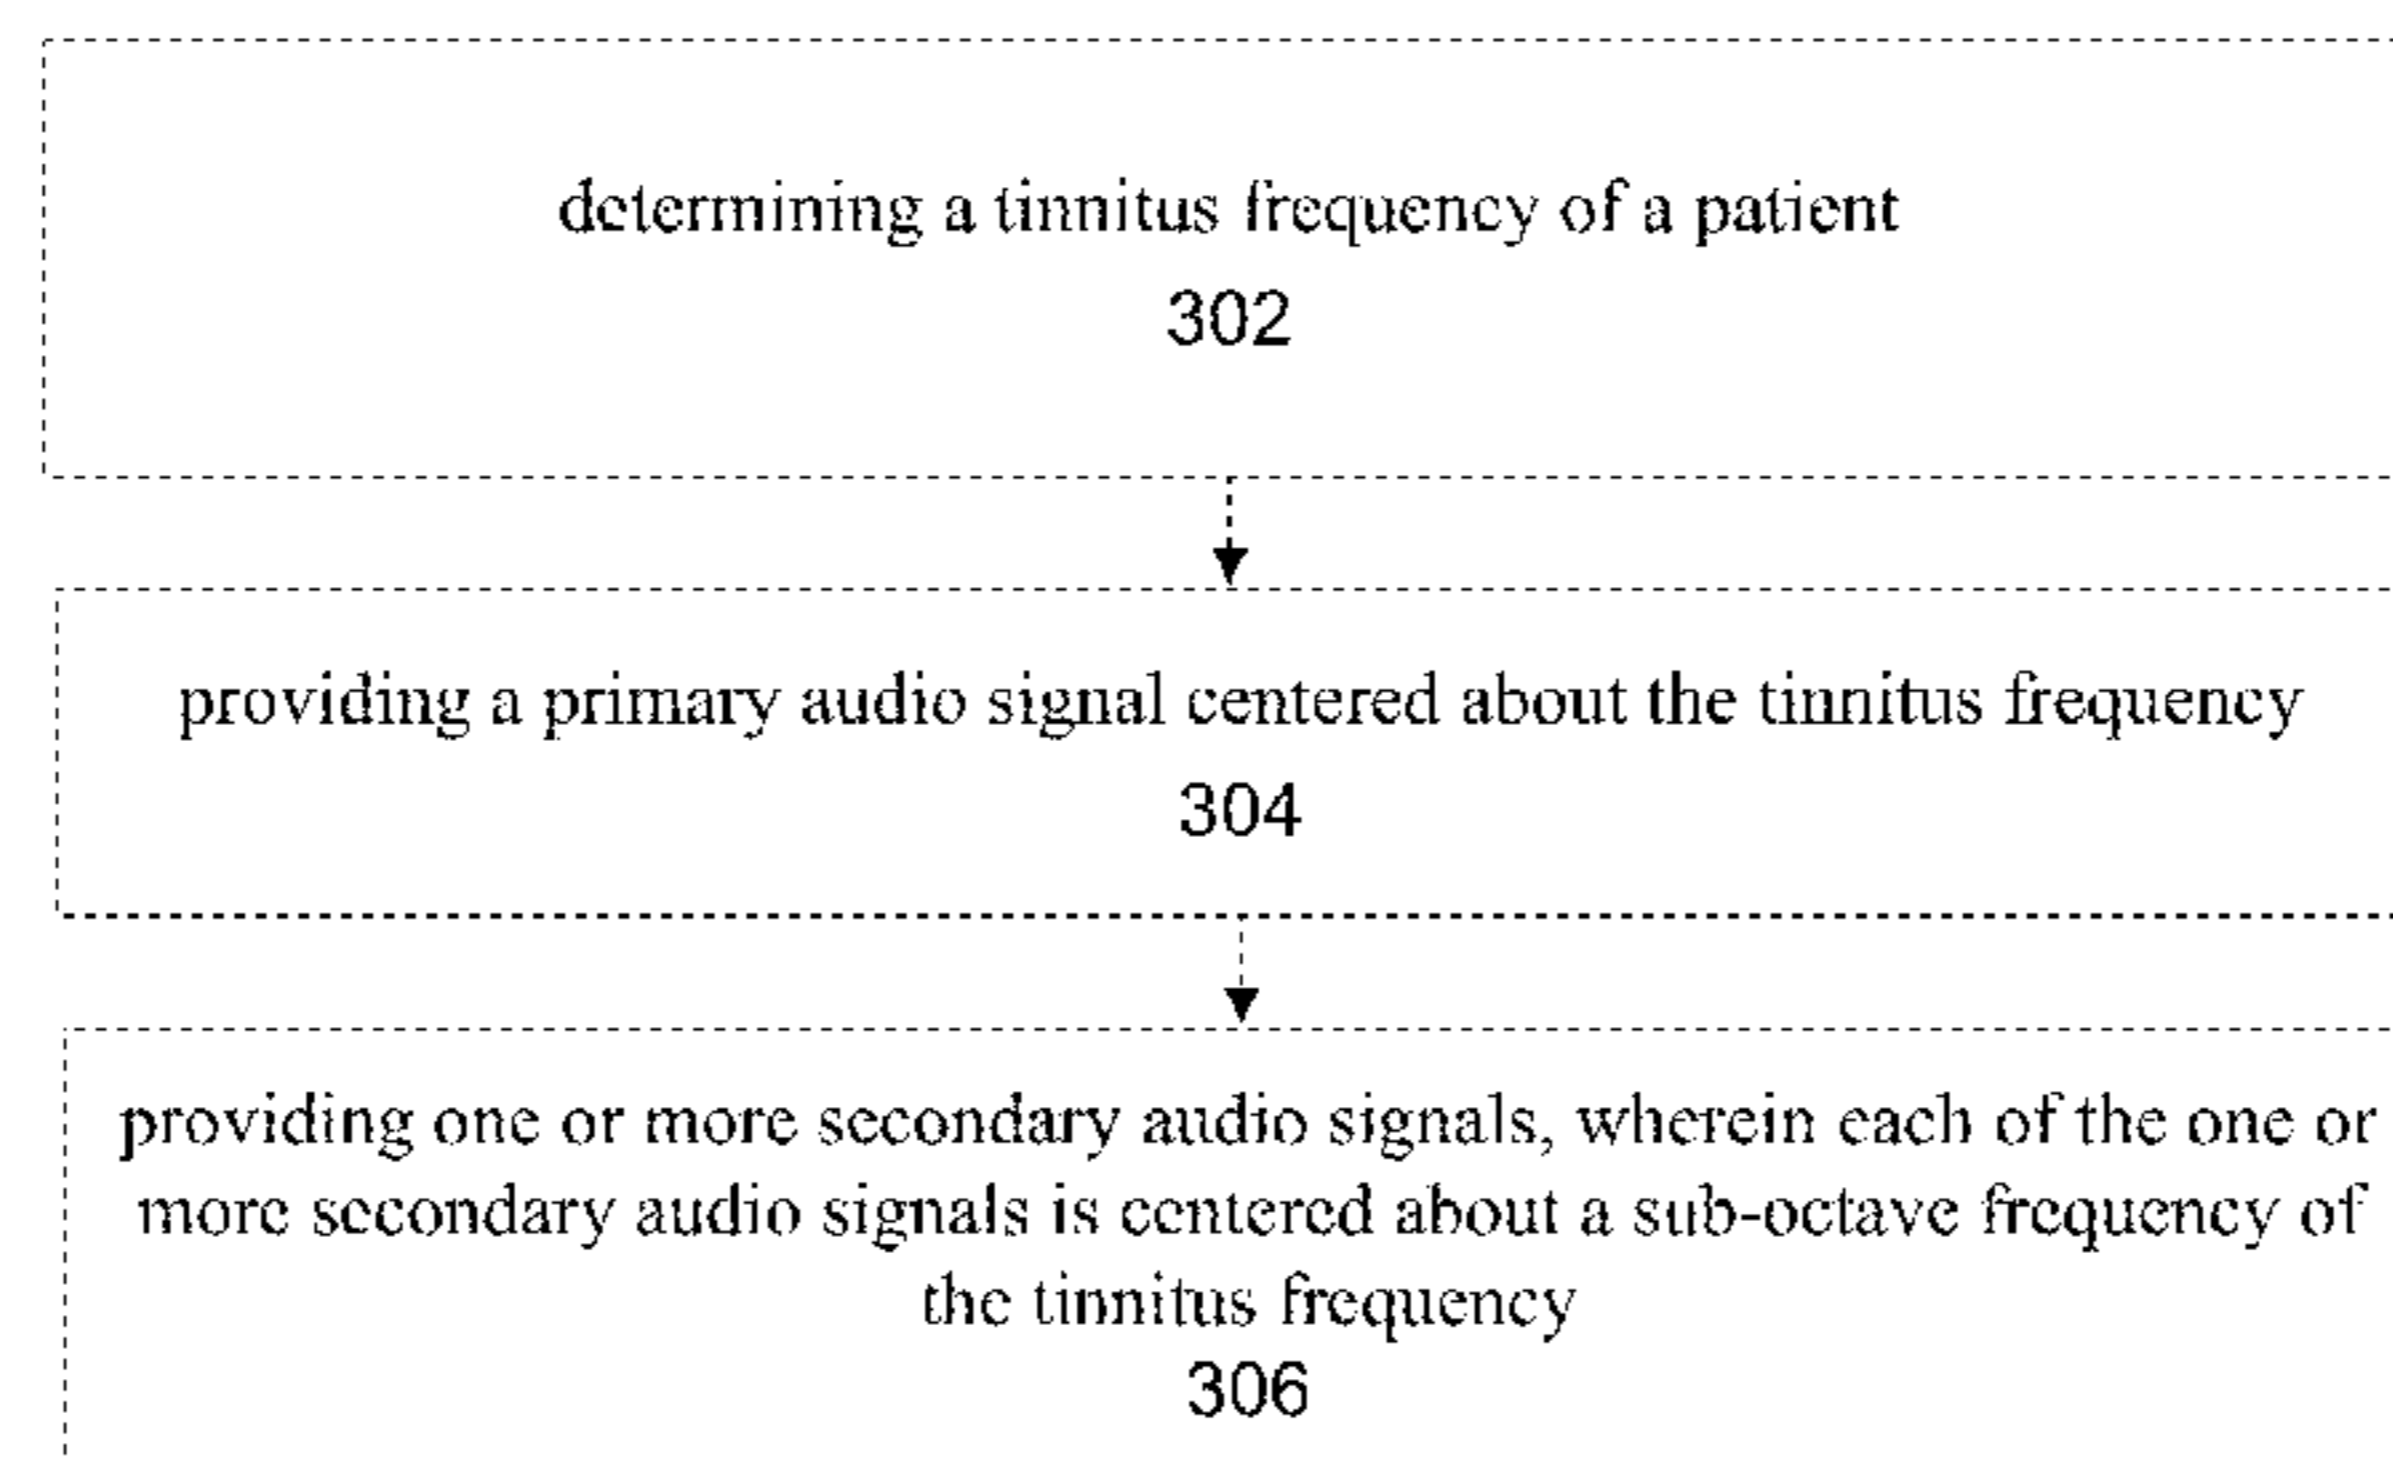 determining a tinnitus frequency of a patient
302
providing a primary audio signal centered about the tinnitus frequency
304
providing one or more secondary audio signals, wherein each of the one or
more secondary audio signals is centered about a sub-octave frequency of
the tinnitus frequency
306